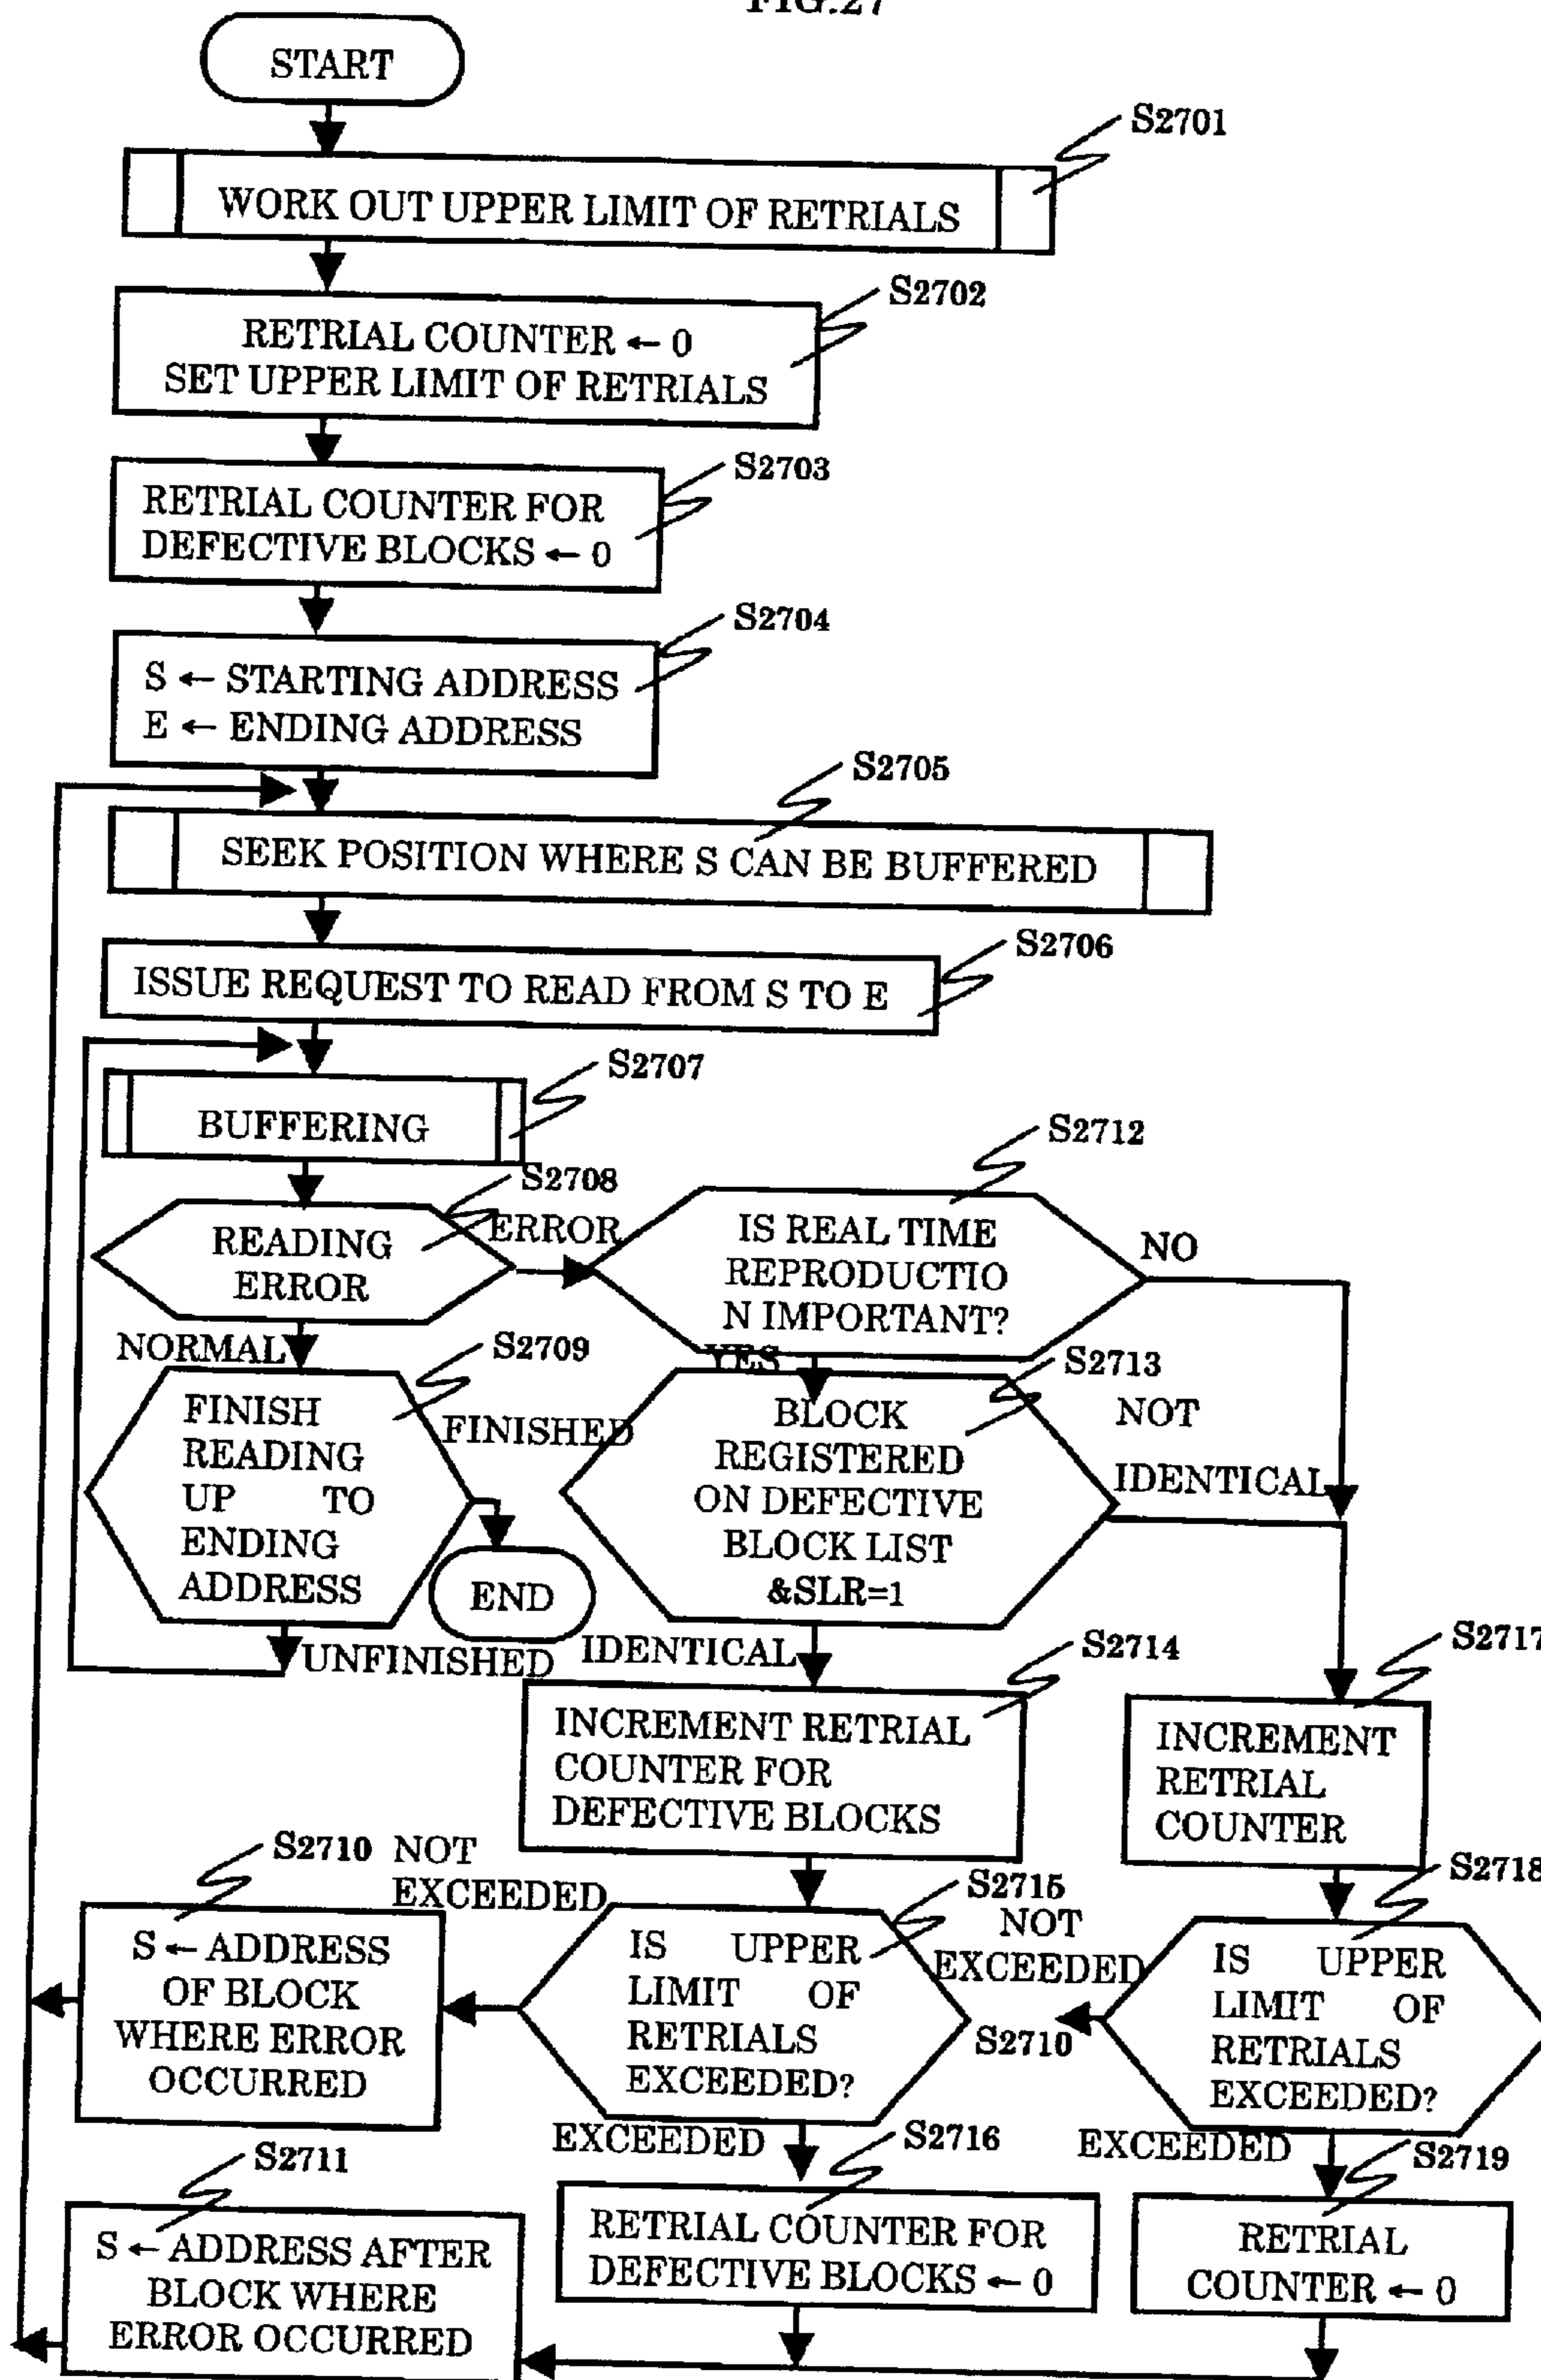 FIG.27
START
S2701
WORK OUT UPPER LIMIT OF RETRIALS
S2702
RETRIAL COUNTER ← 0
SET UPPER LIMIT OF RETRIALS
S2703
RETRIAL COUNTER FOR
DEFECTIVE BLOCKS ← 0
S2704
S ← STARTING ADDRESS
E ← ENDING ADDRESS
S2705
SEEK POSITION WHERE S CAN BE BUFFERED
S2706
ISSUE REQUEST TO READ FROM S TO E
S2707
BUFFERING
S2708
READING
ERROR
ERROR
S2712
IS REAL TIME
REPRODUCTIO
N IMPORTANT?
NO
NORMAL
YES
S2709
FINISH
READING
UP TO
ENDING
ADDRESS
FINISHED
END
UNFINISHED
S2713
BLOCK
REGISTERED
ON DEFECTIVE
BLOCK LIST
&SLR=1
NOT
IDENTICAL
IDENTICAL
S2714
INCREMENT RETRIAL
COUNTER FOR
DEFECTIVE BLOCKS
S2717
INCREMENT
RETRIAL
COUNTER
S2710
NOT
EXCEEDED
S ← ADDRESS
OF BLOCK
WHERE ERROR
OCCURRED
S2715
IS UPPER
LIMIT OF
RETRIALS
EXCEEDED?
NOT
EXCEEDED
S2710
S2718
IS UPPER
LIMIT OF
RETRIALS
EXCEEDED?
EXCEEDED
EXCEEDED
S2711
S ← ADDRESS AFTER
BLOCK WHERE
ERROR OCCURRED
S2716
RETRIAL COUNTER FOR
DEFECTIVE BLOCKS ← 0
S2719
RETRIAL
COUNTER ← 0